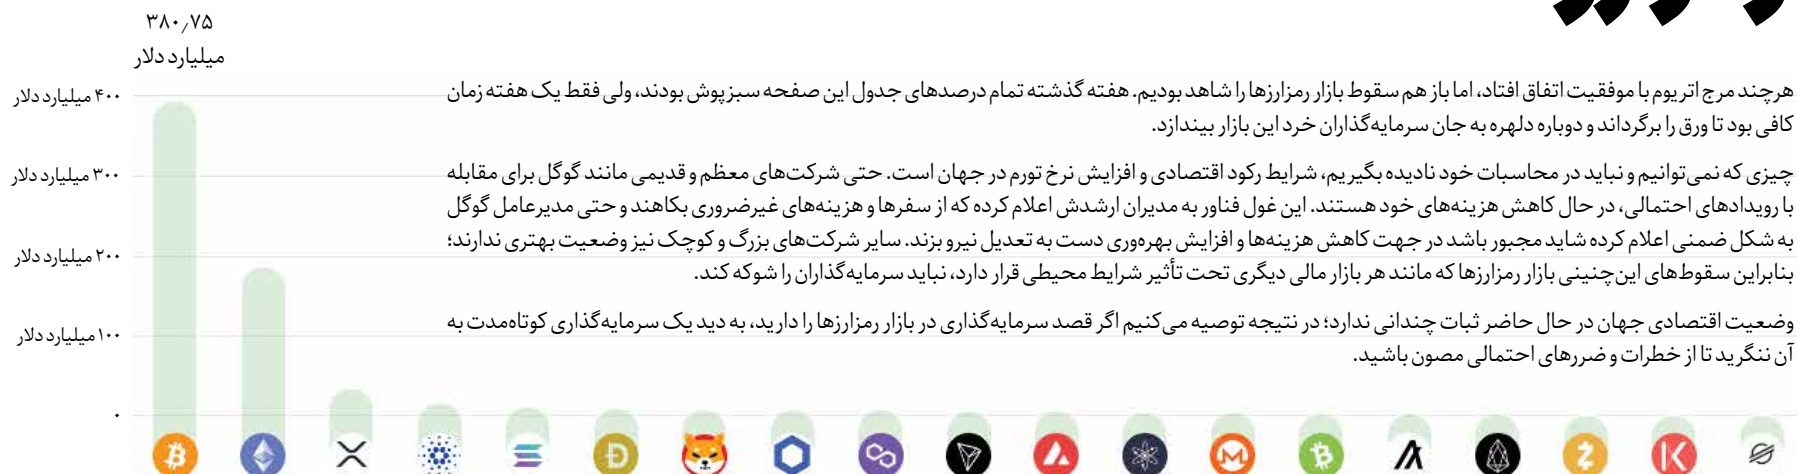 ۳۸۰٫۷۵
میلیارد دلار
۴۰۰ میلیارد دلار
۳۰۰ میلیارد دلار
۲۰۰ میلیارد دلار
۱۰۰ میلیارد دلار
۰
هرچند مرج اتریوم با موفقیت اتفاق افتاد، اما باز هم سقوط بازار رمزارزها را شاهد بودیم. هفته گذشته تمام درصدهای جدول این صفحه سبزپوش بودند، ولی فقط یک هفته زمان
کافی بود تا ورق را برگرداند و دوباره دلهره به جان سرمایه‌گذاران خرد این بازار بیندازد.
چیزی که نمی‌توانیم و نباید در محاسبات خود نادیده بگیریم، شرایط رکود اقتصادی و افزایش نرخ تورم در جهان است. حتی شرکت‌های معظم و قدیمی مانند گوگل برای مقابله
با رویدادهای احتمالی، در حال کاهش هزینه‌های خود هستند. این غول فناور به مدیران ارشدش اعلام کرده که از سفرها و هزینه‌های غیرضروری بکاهند و حتی مدیرعامل گوگل
به شکل ضمنی اعلام کرده شاید مجبور باشد در جهت کاهش هزینه‌ها و افزایش بهره‌وری دست به تعدیل نیرو بزند. سایر شرکت‌های بزرگ و کوچک نیز وضعیت بهتری ندارند؛
بنابراین سقوط‌های این‌چنینی بازار رمزارزها که مانند هر بازار مالی دیگری تحت تأثیر شرایط محیطی قرار دارد، نباید سرمایه‌گذاران را شوکه کند.
وضعیت اقتصادی جهان در حال حاضر ثبات چندانی ندارد؛ در نتیجه توصیه می‌کنیم اگر قصد سرمایه‌گذاری در بازار رمزارزها را دارید، به دید یک سرمایه‌گذاری کوتاه‌مدت به
آن ننگرید تا از خطرات و ضررهای احتمالی مصون باشید.